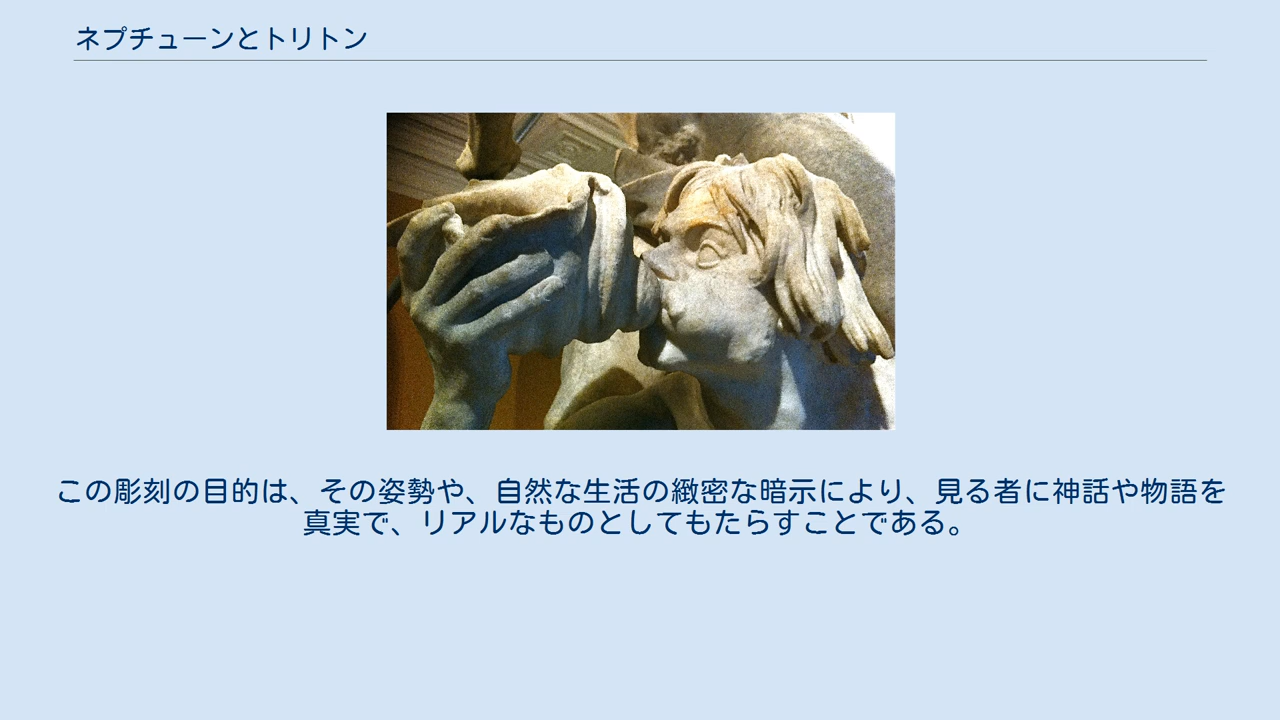 ネプチューンとトリトン
この彫刻の目的は、その姿勢や、自然な生活の緻密な暗示により、見る者に神話や物語を
真実で、リアルなものとしてもたらすことである。